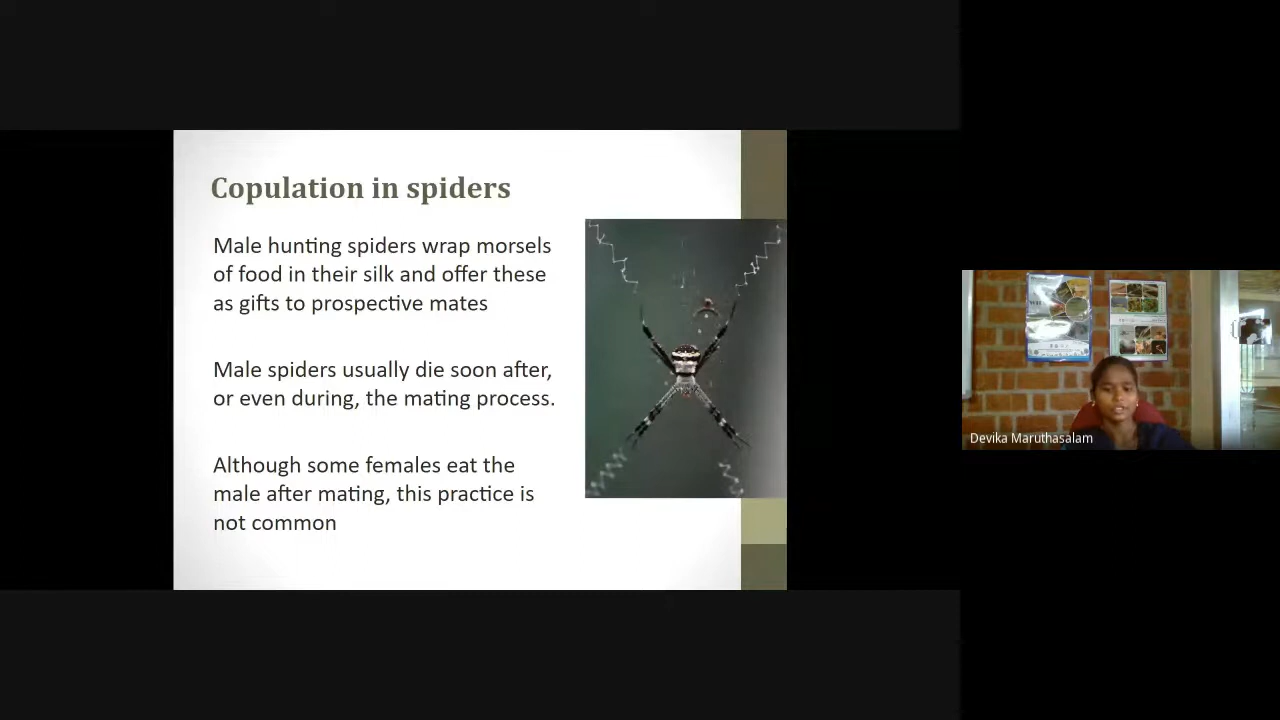 Copulation in spiders
Male hunting spiders wrap morsels
of food in their silk and offer these
as gifts to prospective mates
Male spiders usually die soon after,
or even during, the mating process.
Although some females eat the
male after mating, this practice is
not common
Devika Maruthasalam